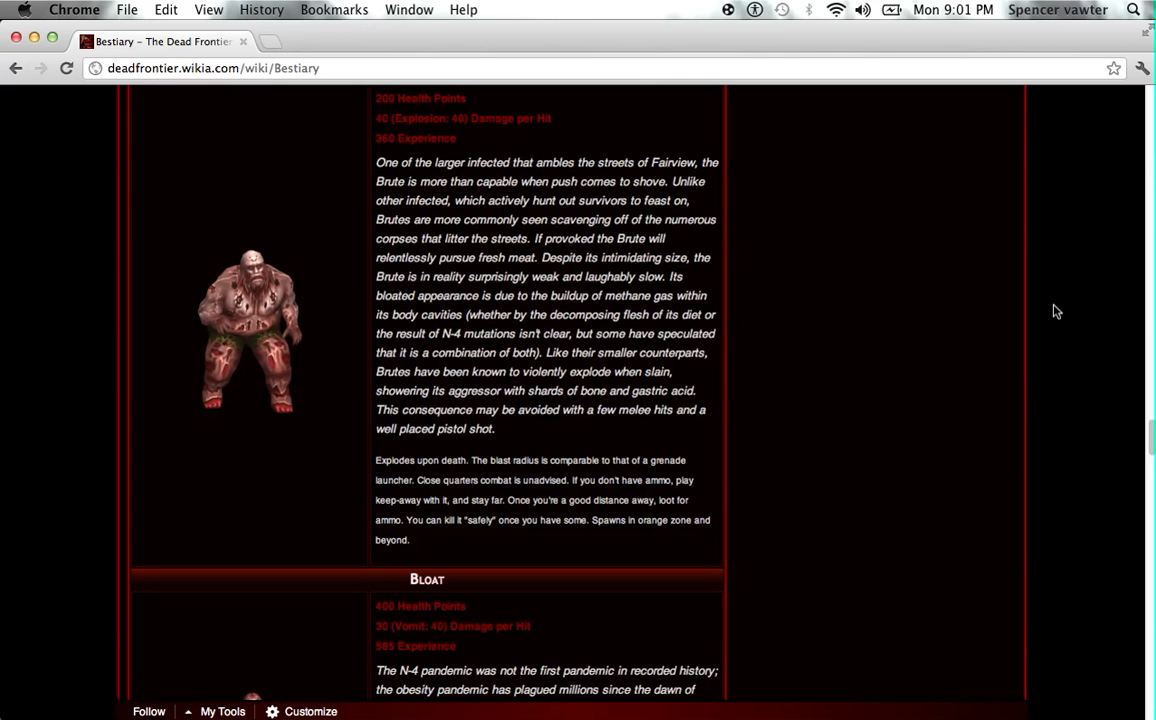 Chrome File Edit View History Bookmarks Window Help Mon 9:01 PM Spencer vawter
Bestiary – The Dead Frontier
deadfrontier.wikia.com/wiki/Bestiary
200 Health Points
40 (Explosion: 40) Damage per Hit
360 Experience
One of the larger infected that ambles the streets of Fairview, the
Brute is more than capable when push comes to shove. Unlike
other infected, which actively hunt out survivors to feast on,
Brutes are more commonly seen scavenging off of the numerous
corpses that litter the streets. If provoked the Brute will
relentlessly pursue fresh meat. Despite its intimidating size, the
Brute is in reality surprisingly weak and laughably slow. Its
bloated appearance is due to the buildup of methane gas within
its body cavities (whether by the decomposing flesh of its diet or
the result of N-4 mutations isn't clear, but some have speculated
that it is a combination of both). Like their smaller counterparts,
Brutes have been known to violently explode when slain,
showering its aggressor with shards of bone and gastric acid.
This consequence may be avoided with a few melee hits and a
well placed pistol shot.
Explodes upon death. The blast radius is comparable to that of a grenade
launcher. Close quarters combat is unadvised. If you don't have ammo, play
keep-away with it, and stay far. Once you're a good distance away, loot for
ammo. You can kill it "safely" once you have some. Spawns in orange zone and
beyond.
Bloat
400 Health Points
30 (Vomit: 40) Damage per Hit
585 Experience
The N-4 pandemic was not the first pandemic in recorded history;
the obesity pandemic has plagued millions since the dawn of
Follow My Tools Customize